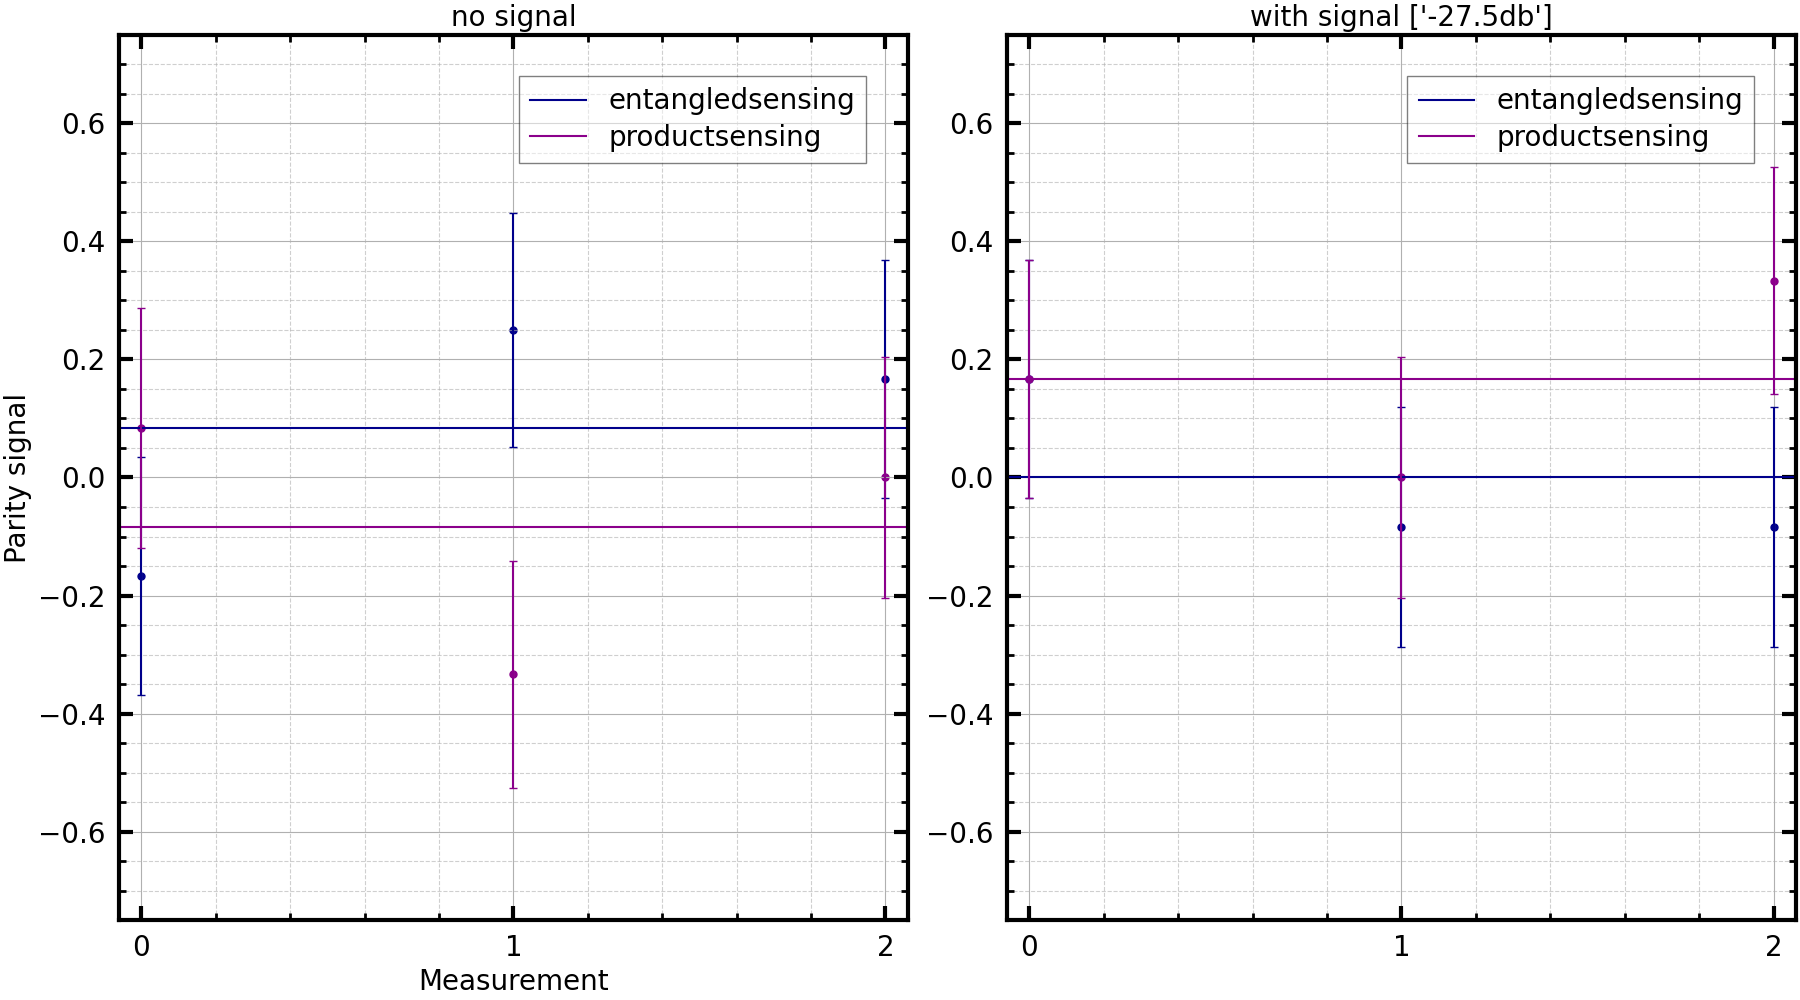 no signal
with signal ['-27.5db']
entangledsensing
productsensing
entangledsensing
productsensing
Parity signal
0.6
0.4
0.2
0.0
−0.2
−0.4
−0.6
0.6
0.4
0.2
0.0
−0.2
−0.4
−0.6
0 1 2
0 1 2
Measurement